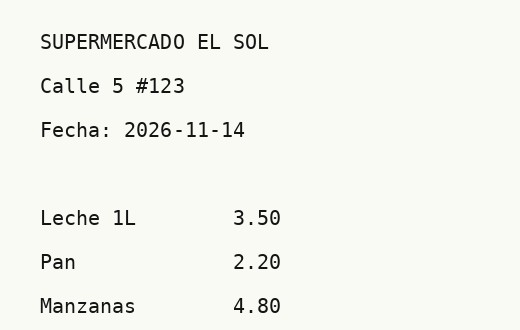 SUPERMERCADO EL SOL
Calle 5 #123
Fecha: 2026-11-14
Leche 1L 3.50
Pan 2.20
Manzanas 4.80